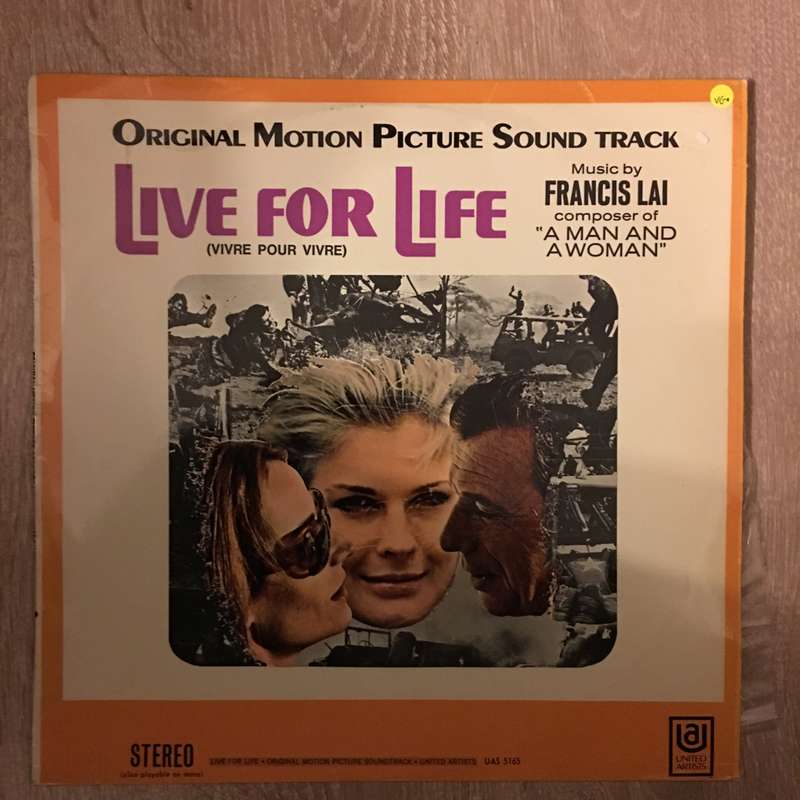 VG+
ORIGINAL MOTION PICTURE SOUND TRACK
LIVE FOR LIFE
(VIVRE POUR VIVRE)
Music by
FRANCIS LAI
composer of
"A MAN AND
A WOMAN"
STEREO
(also playable on mono)
LIVE FOR LIFE • ORIGINAL MOTION PICTURE SOUNDTRACK • UNITED ARTISTS UAS 5165
UA
UNITED
ARTISTS